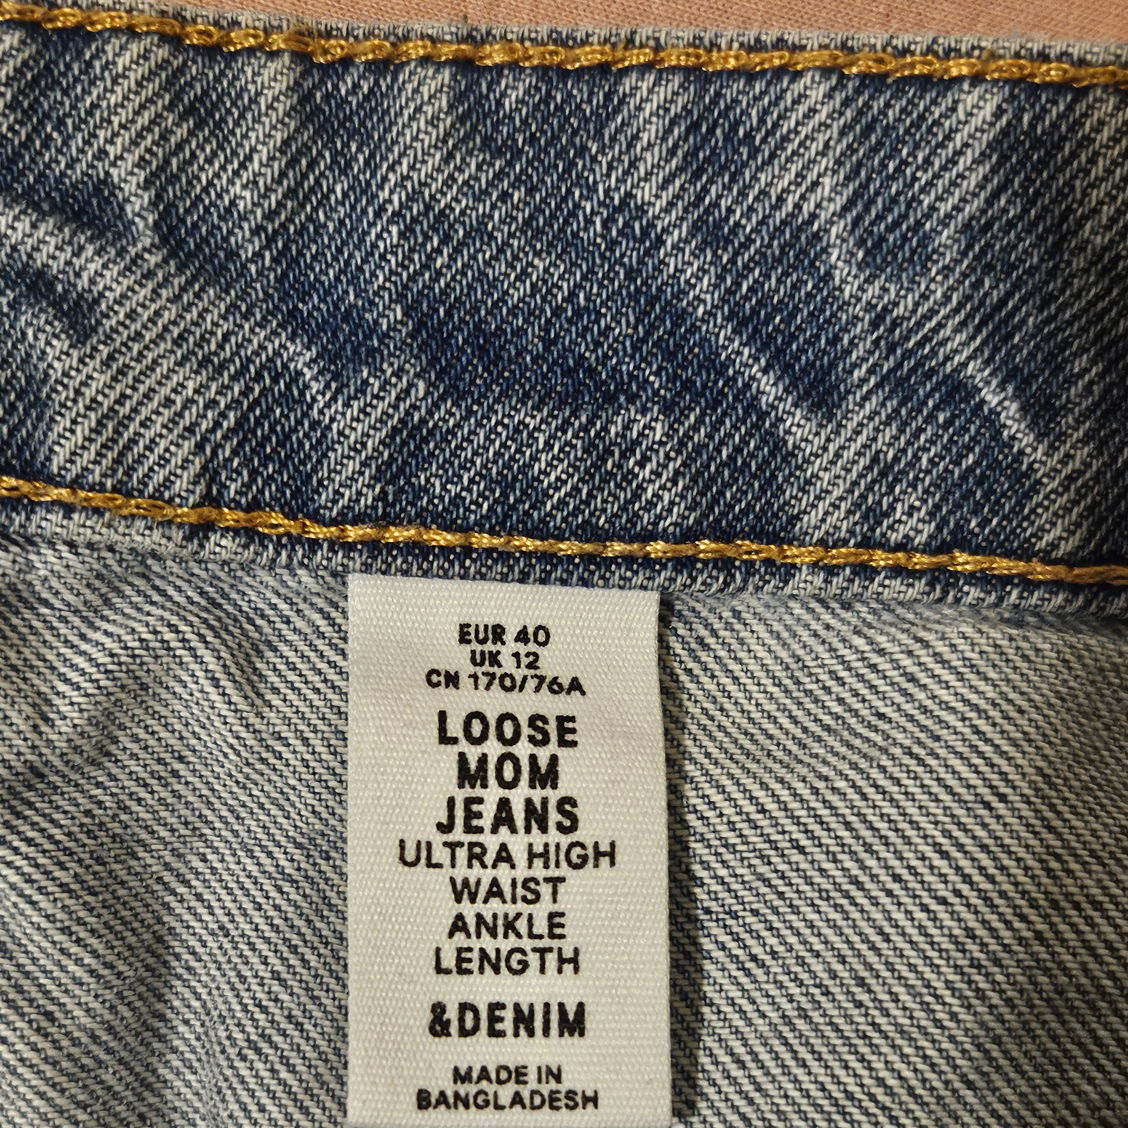 EUR 40
UK 12
CN 170/76A
LOOSE
MOM
JEANS
ULTRA HIGH
WAIST
ANKLE
LENGTH
&DENIM
MADE IN
BANGLADESH